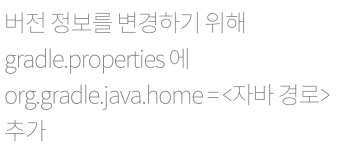 버전 정보를 변경하기 위해
gradle.properties 에
org.gradle.java.home = <자바 경로>
추가